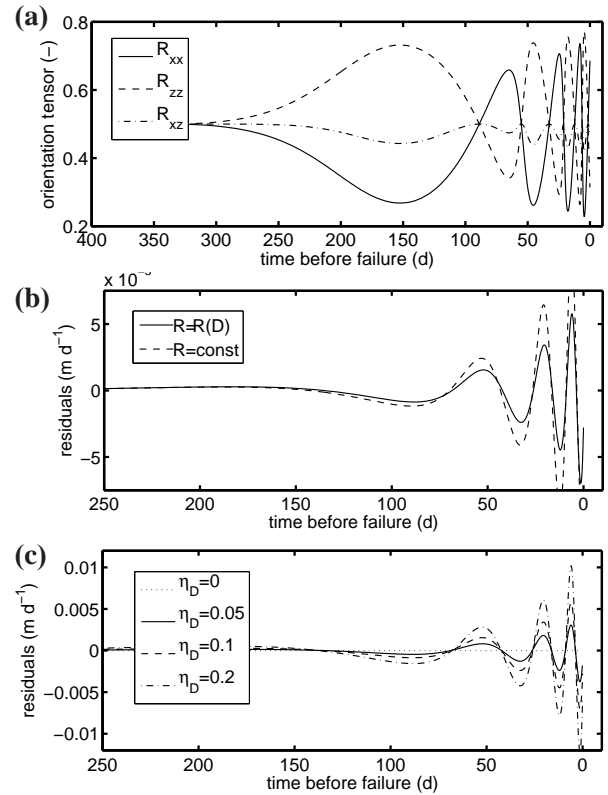 (a)
orientation tensor (−)
0.8
0.6
0.4
0.2
R_xx
R_zz
R_xz
400 350 300 250 200 150 100 50 0
time before failure (d)
(b)
residuals (m d⁻¹)
5
0
−5
R=R(D)
R=const
250 200 150 100 50 0
time before failure (d)
(c)
residuals (m d⁻¹)
0.01
0.005
0
−0.005
−0.01
η_D=0
η_D=0.05
η_D=0.1
η_D=0.2
250 200 150 100 50 0
time before failure (d)